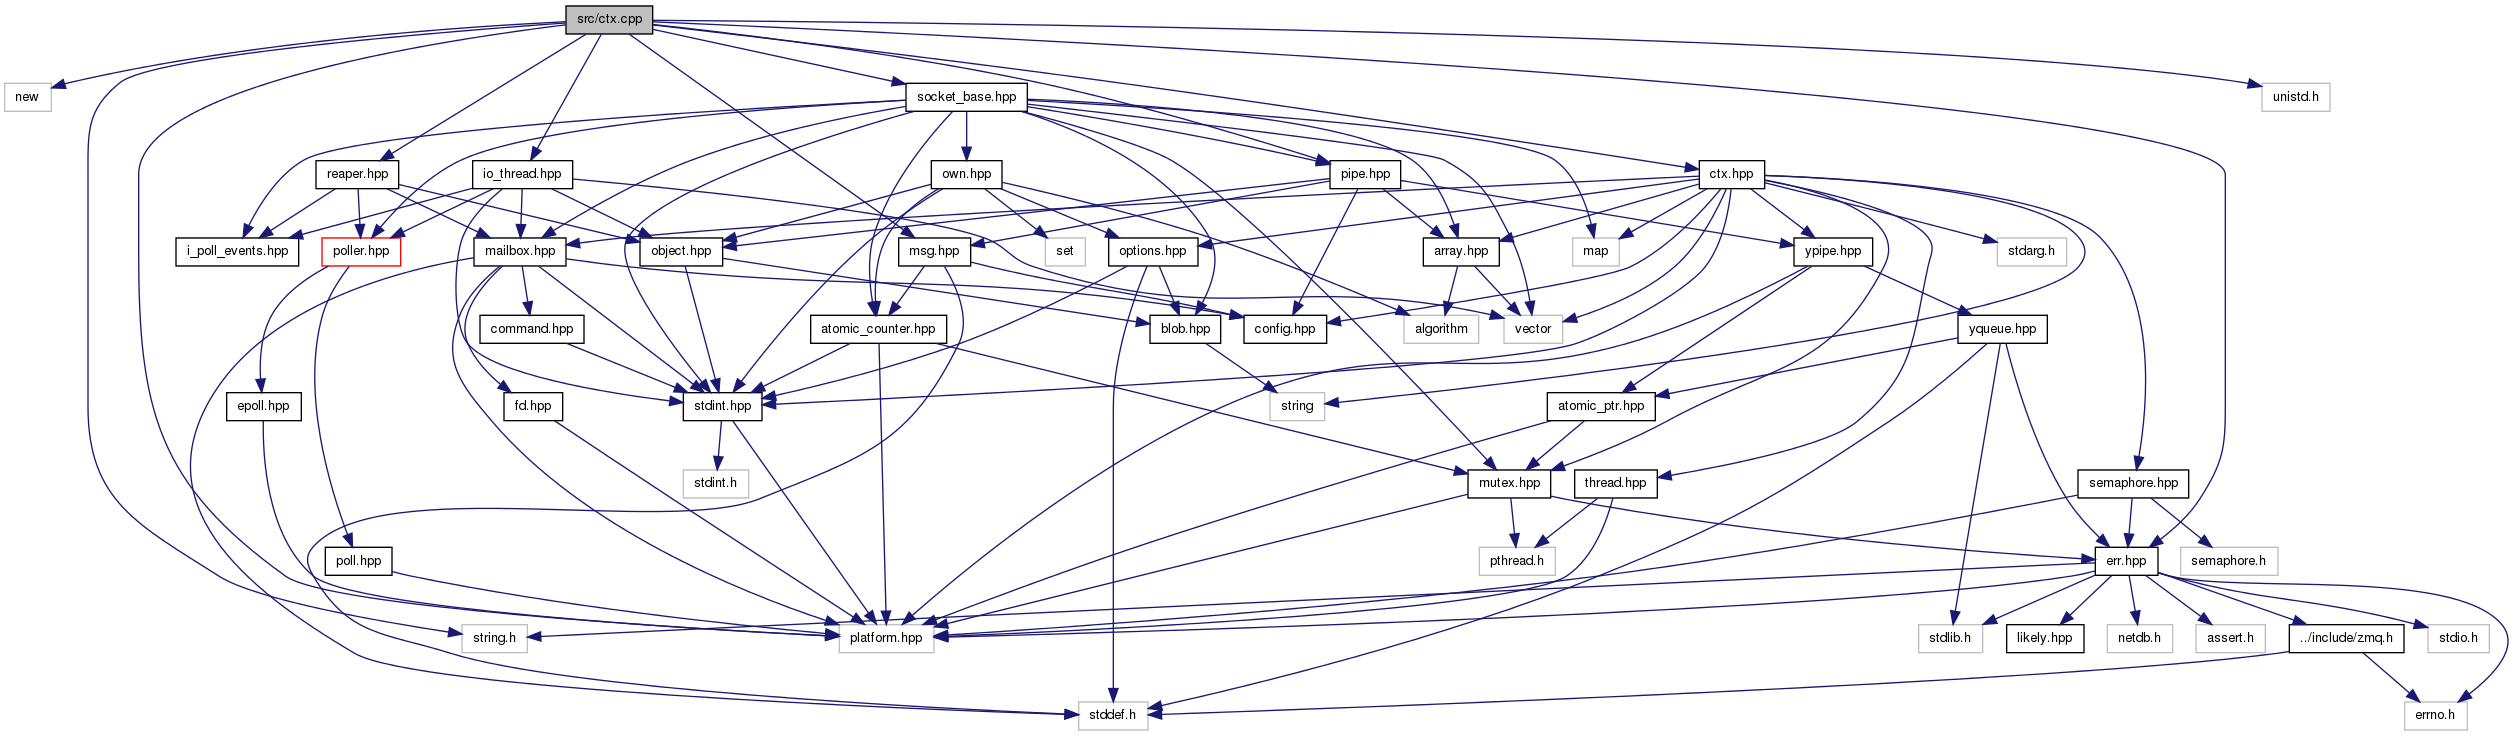 src/ctx.cpp
new
socket_base.hpp
unistd.h
reaper.hpp
io_thread.hpp
own.hpp
pipe.hpp
ctx.hpp
i_poll_events.hpp
poller.hpp
mailbox.hpp
object.hpp
msg.hpp
set
options.hpp
array.hpp
map
ypipe.hpp
stdarg.h
command.hpp
atomic_counter.hpp
blob.hpp
config.hpp
algorithm
vector
yqueue.hpp
epoll.hpp
fd.hpp
stdint.hpp
string
atomic_ptr.hpp
stdint.h
mutex.hpp
thread.hpp
semaphore.hpp
poll.hpp
pthread.h
err.hpp
semaphore.h
string.h
platform.hpp
stdlib.h
likely.hpp
netdb.h
assert.h
../include/zmq.h
stdio.h
stddef.h
errno.h